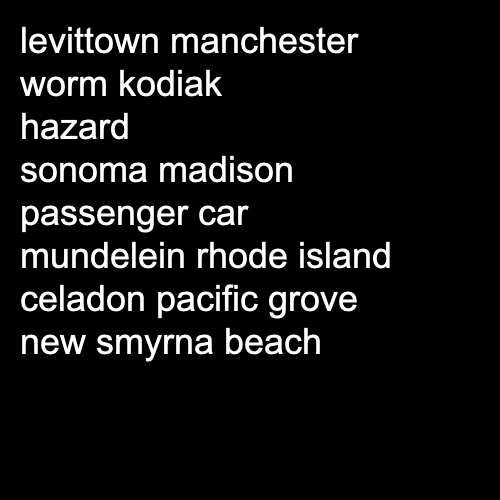 levittown manchester
worm kodiak
hazard
sonoma madison
passenger car
mundelein rhode island
celadon pacific grove
new smyrna beach